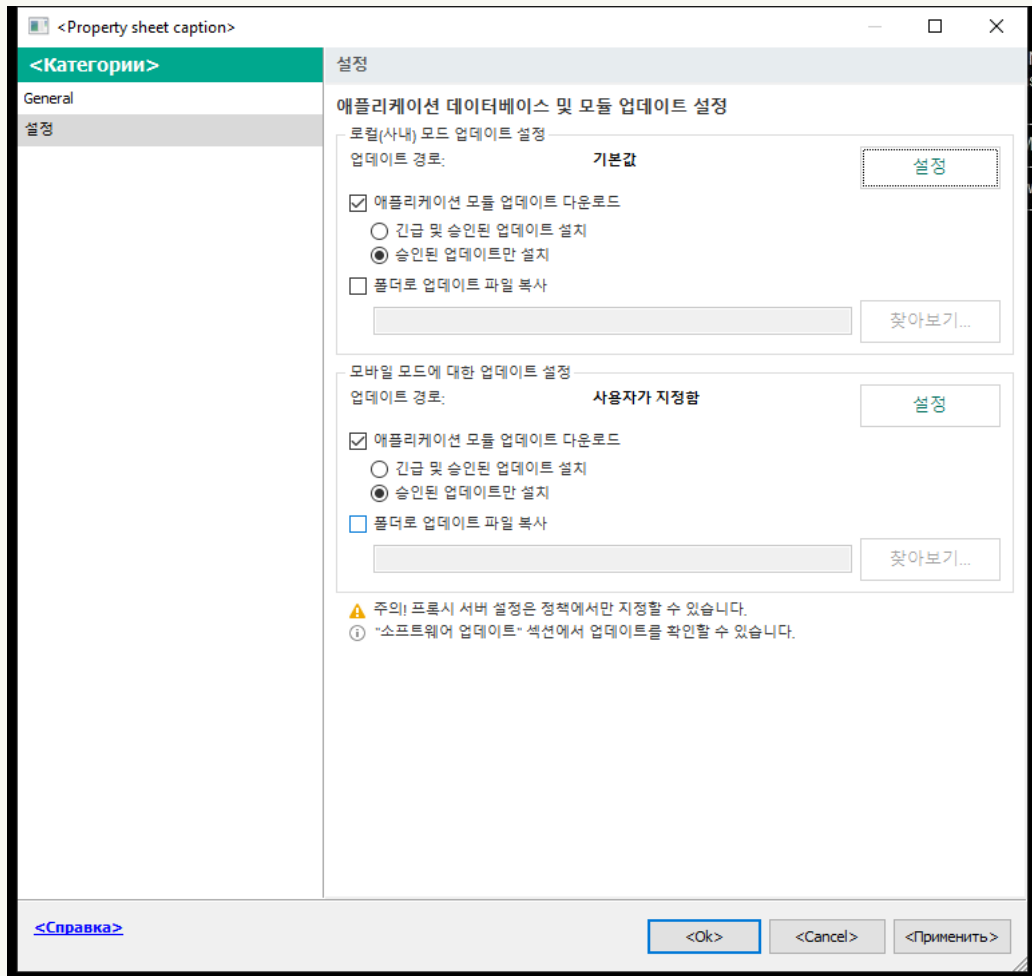 <Property sheet caption>
<Категории>
General
설정
설정
애플리케이션 데이터베이스 및 모듈 업데이트 설정
로컬(사내) 모드 업데이트 설정
업데이트 경로: 기본값 설정
애플리케이션 모듈 업데이트 다운로드
긴급 및 승인된 업데이트 설치
승인된 업데이트만 설치
폴더로 업데이트 파일 복사
찾아보기...
모바일 모드에 대한 업데이트 설정
업데이트 경로: 사용자가 지정함 설정
애플리케이션 모듈 업데이트 다운로드
긴급 및 승인된 업데이트 설치
승인된 업데이트만 설치
폴더로 업데이트 파일 복사
찾아보기...
주의! 프록시 서버 설정은 정책에서만 지정할 수 있습니다.
"소프트웨어 업데이트" 섹션에서 업데이트를 확인할 수 있습니다.
<Справка>
<Ok> <Cancel> <Применить>